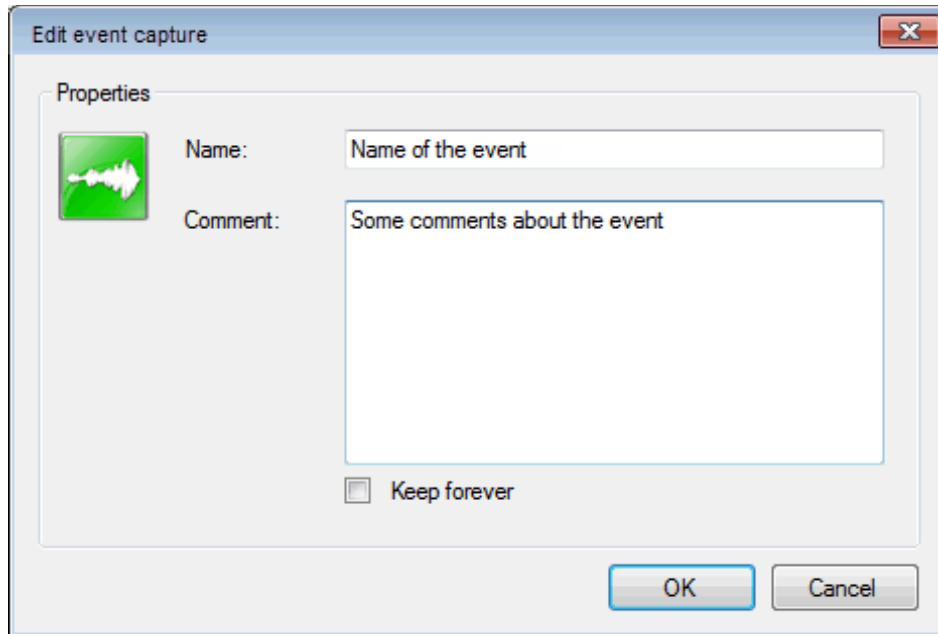 Edit event capture
Properties
Name: Name of the event
Comment: Some comments about the event
Keep forever
OK Cancel